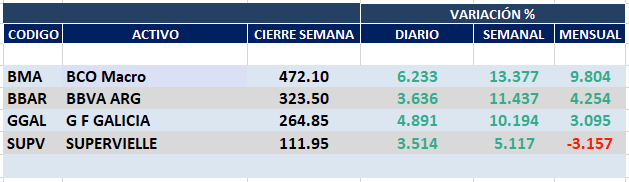 VARIACIÓN %
CODIGO ACTIVO CIERRE SEMANA DIARIO SEMANAL MENSUAL
BMA BCO Macro 472.10 6.233 13.377 9.804
BBAR BBVA ARG 323.50 3.636 11.437 4.254
GGAL G F GALICIA 264.85 4.891 10.194 3.095
SUPV SUPERVIELLE 111.95 3.514 5.117 -3.157